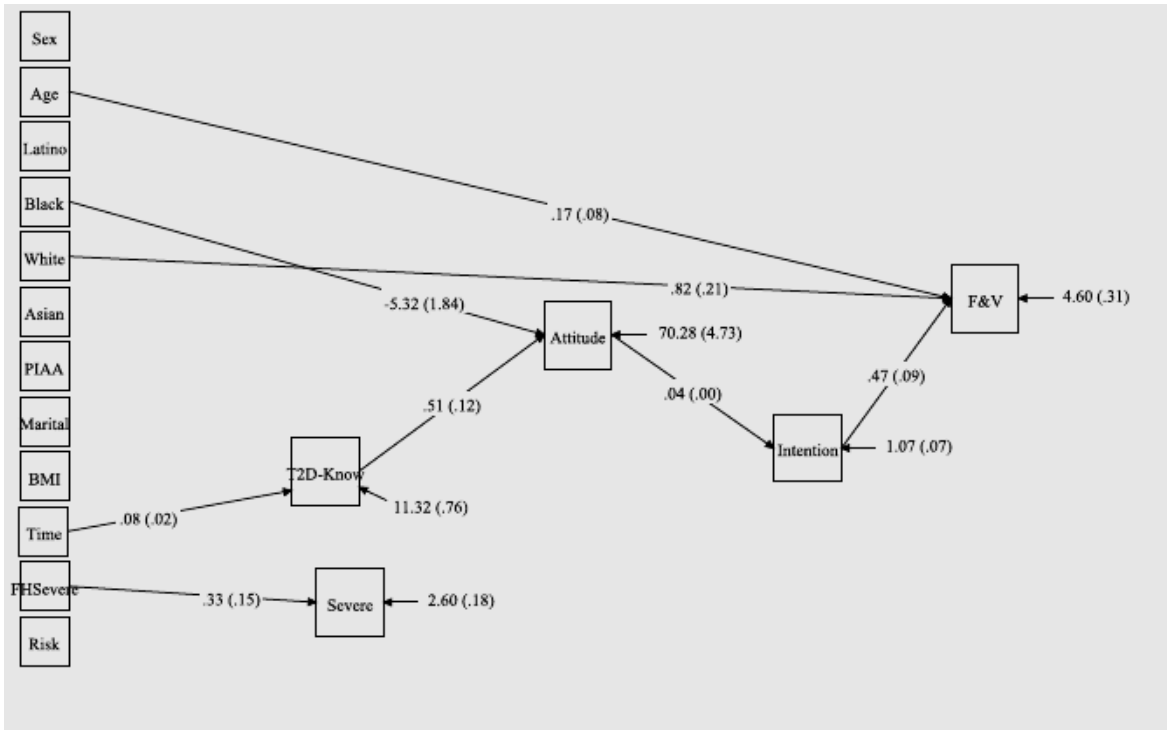 Sex
Age
Latino
Black
White
Asian
PIAA
Marital
BMI
Time
FHSevere
Risk
.17 (.08)
.82 (.21)
-5.32 (1.84)
F&V
4.60 (.31)
Attitude
70.28 (4.73)
.47 (.09)
.04 (.00)
.51 (.12)
Intention
1.07 (.07)
T2D-Know
11.32 (.76)
.08 (.02)
.33 (.15)
Severe
2.60 (.18)